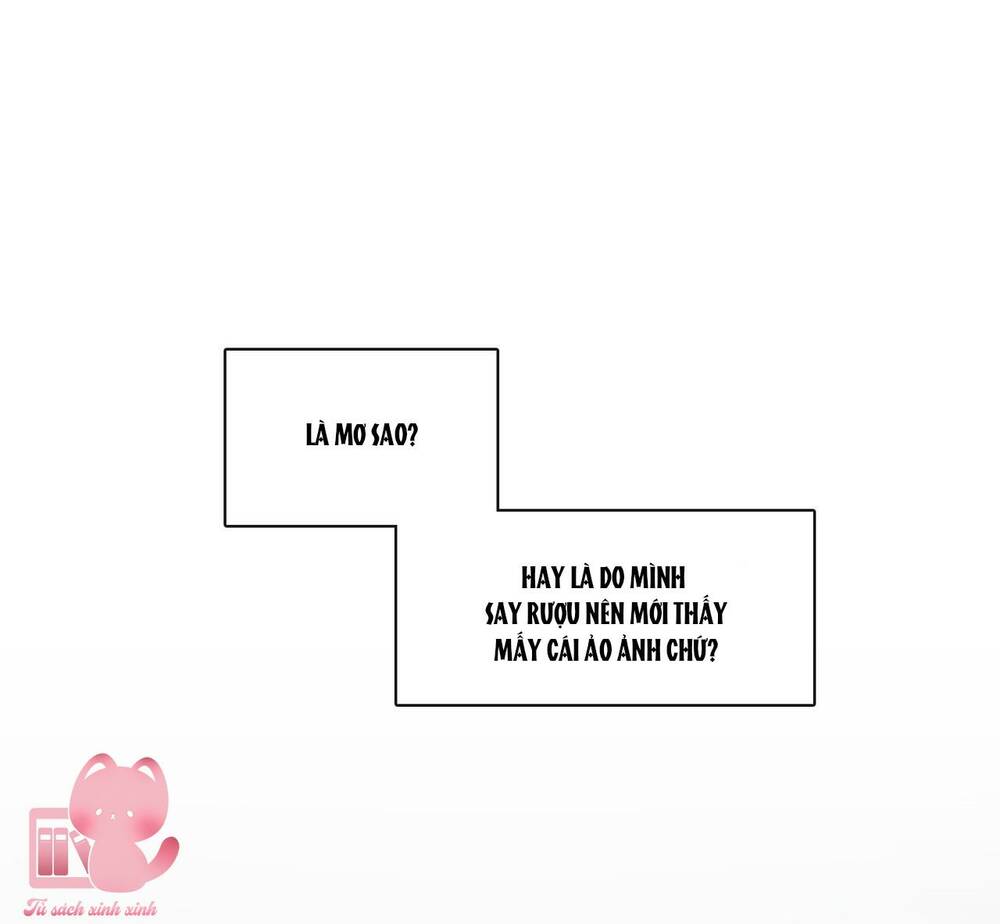 LÀ MƠ SAO?
HAY LÀ DO MÌNH
SAY RƯỢU NÊN MỚI THẤY
MẤY CÁI ẢO ẢNH CHỨ?
Tủ sách xinh xinh